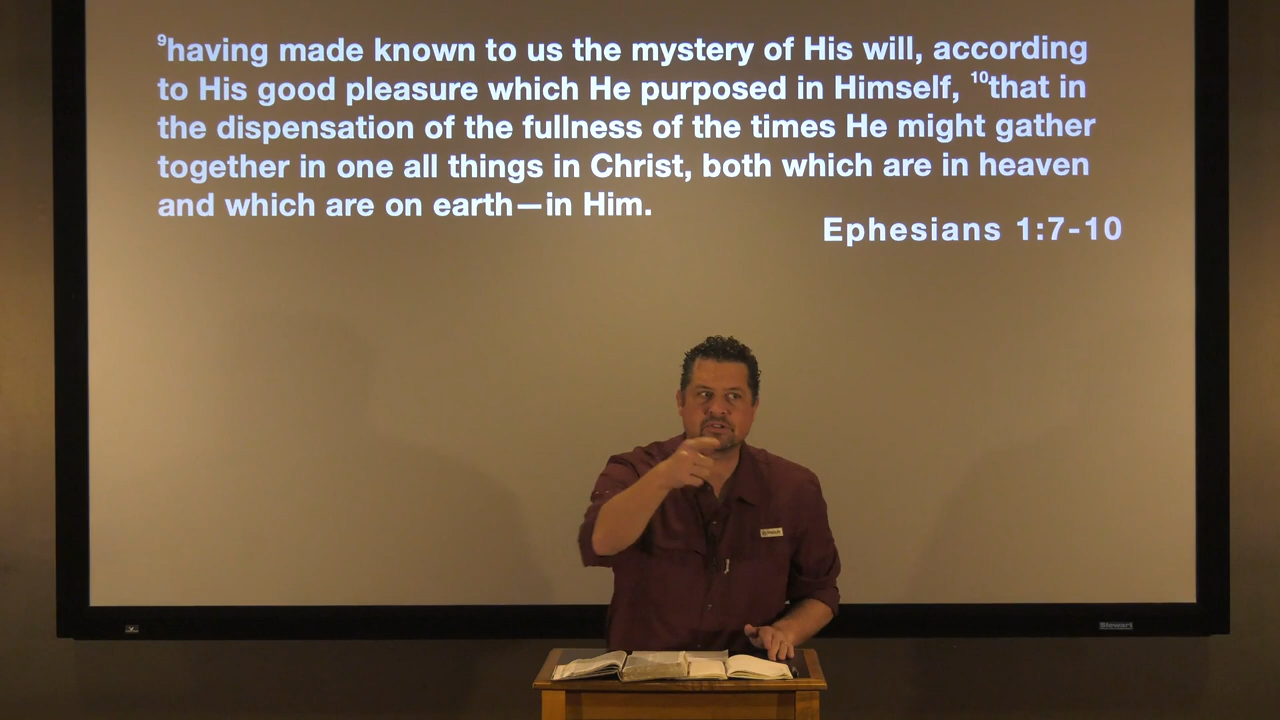 ⁹having made known to us the mystery of His will, according
to His good pleasure which He purposed in Himself, ¹⁰that in
the dispensation of the fullness of the times He might gather
together in one all things in Christ, both which are in heaven
and which are on earth—in Him.
Ephesians 1:7-10
Stewart